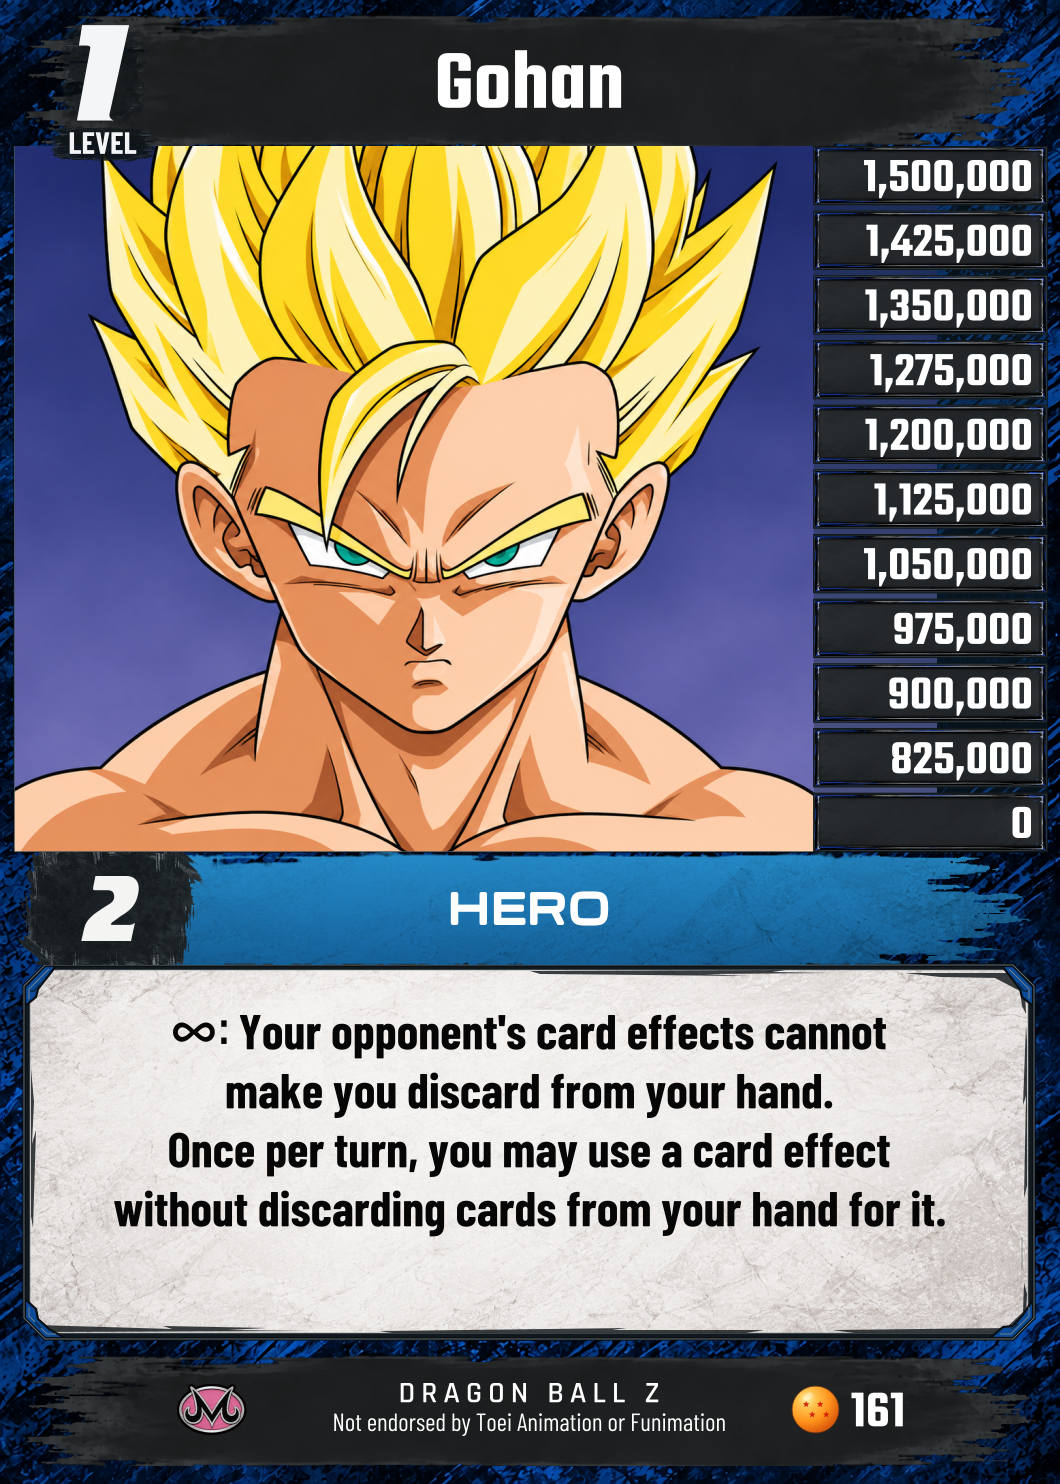 1
LEVEL
Gohan
1,500,000
1,425,000
1,350,000
1,275,000
1,200,000
1,125,000
1,050,000
975,000
900,000
825,000
0
2
HERO
∞: Your opponent's card effects cannot
make you discard from your hand.
Once per turn, you may use a card effect
without discarding cards from your hand for it.
M
DRAGON BALL Z
Not endorsed by Toei Animation or Funimation
161